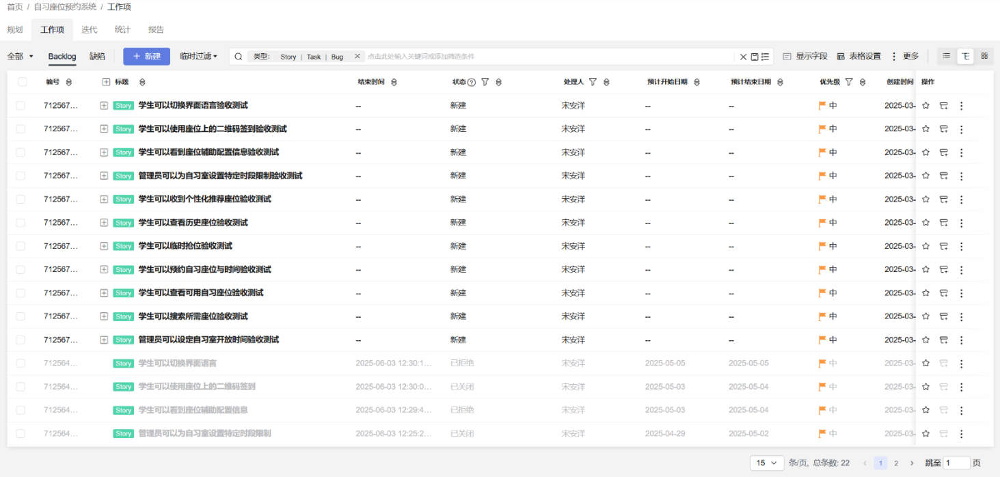 首页 / 自习座位预约系统 / 工作项
规划 工作项 迭代 统计 报告
全部 Backlog 缺陷 + 新建 临时过滤 类型: Story | Task | Bug 点击此处输入关键词或添加筛选条件 显示字段 表格设置 更多
编号 标题 结束时间 状态 处理人 预计开始日期 预计结束日期 优先级 创建时间 操作
712567... Story 学生可以切换界面语言验收测试 -- 新建 宋安洋 -- -- 中 2025-03-
712567... Story 学生可以使用座位上的二维码签到验收测试 -- 新建 宋安洋 -- -- 中 2025-03-
712567... Story 学生可以看到座位辅助配置信息验收测试 -- 新建 宋安洋 -- -- 中 2025-03-
712567... Story 管理员可以为自习室设置特定时段限制验收测试 -- 新建 宋安洋 -- -- 中 2025-03-
712567... Story 学生可以收到个性化推荐座位验收测试 -- 新建 宋安洋 -- -- 中 2025-03-
712567... Story 学生可以查看历史座位验收测试 -- 新建 宋安洋 -- -- 中 2025-03-
712567... Story 学生可以临时抢位验收测试 -- 新建 宋安洋 -- -- 中 2025-03-
712567... Story 学生可以预约自习座位与时间验收测试 -- 新建 宋安洋 -- -- 中 2025-03-
712567... Story 学生可以查看可用自习座位验收测试 -- 新建 宋安洋 -- -- 中 2025-03-
712567... Story 学生可以搜索所需座位验收测试 -- 新建 宋安洋 -- -- 中 2025-03-
712567... Story 管理员可以设定自习室开放时间验收测试 -- 新建 宋安洋 -- -- 中 2025-03-
712564... Story 学生可以切换界面语言 2025-06-03 12:30:1... 已拒绝 宋安洋 2025-05-05 2025-05-05 中 2025-03-
712564... Story 学生可以使用座位上的二维码签到 2025-06-03 12:30:0... 已关闭 宋安洋 2025-05-03 2025-05-04 中 2025-03-
712564... Story 学生可以看到座位辅助配置信息 2025-06-03 12:29:4... 已拒绝 宋安洋 2025-05-03 2025-05-04 中 2025-03-
712564... Story 管理员可以为自习室设置特定时段限制 2025-06-03 12:25:2... 已关闭 宋安洋 2025-04-29 2025-05-02 中 2025-03-
15 条/页, 总条数: 22 < 1 2 > 跳至 1 页